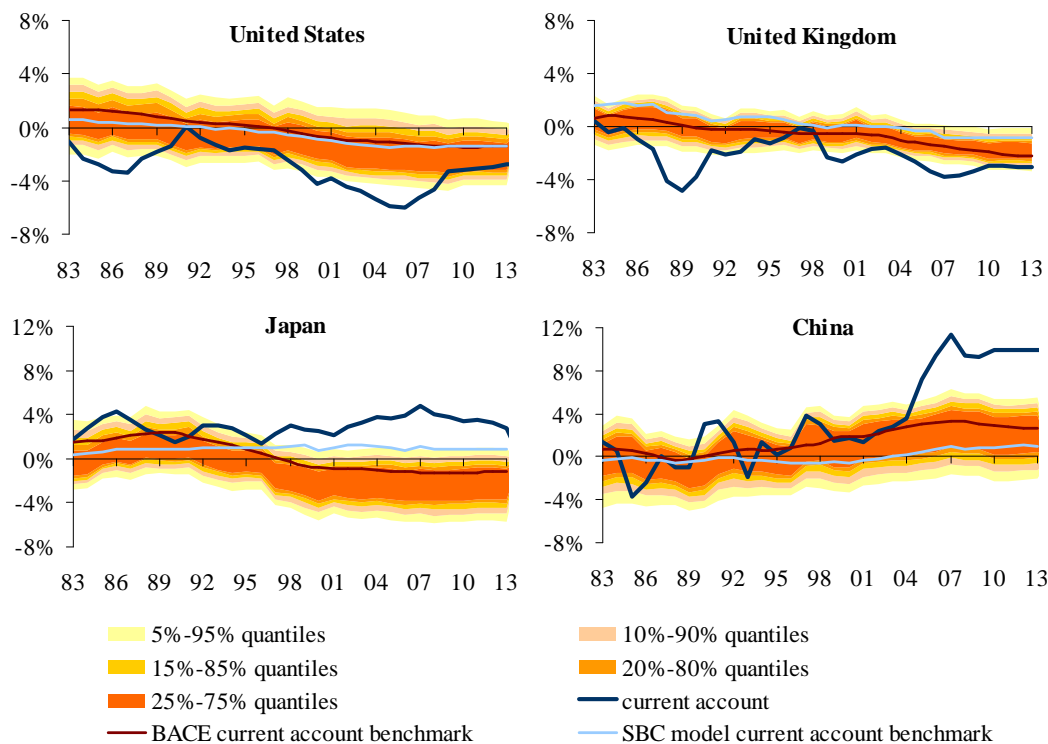 United States
8%
4%
0%
-4%
-8%
83 86 89 92 95 98 01 04 07 10 13
United Kingdom
8%
4%
0%
-4%
-8%
83 86 89 92 95 98 01 04 07 10 13
Japan
12%
8%
4%
0%
-4%
-8%
83 86 89 92 95 98 01 04 07 10 13
China
12%
8%
4%
0%
-4%
-8%
83 86 89 92 95 98 01 04 07 10 13
5%-95% quantiles
10%-90% quantiles
15%-85% quantiles
20%-80% quantiles
25%-75% quantiles
current account
BACE current account benchmark
SBC model current account benchmark